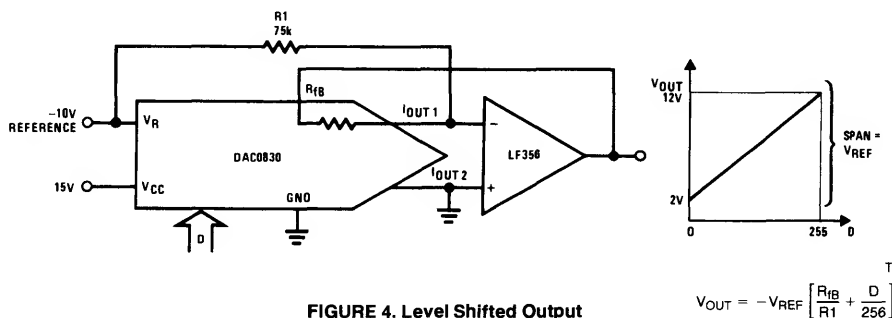 R1
75k
RfB
IOUT 1
−10V
REFERENCE
VR
DAC0830
LF356
−
+
IOUT 2
15V
VCC
GND
D
VOUT
12V
2V
0
255
D
SPAN =
VREF
T
FIGURE 4. Level Shifted Output
VOUT = −VREF [RfB/R1 + D/256]